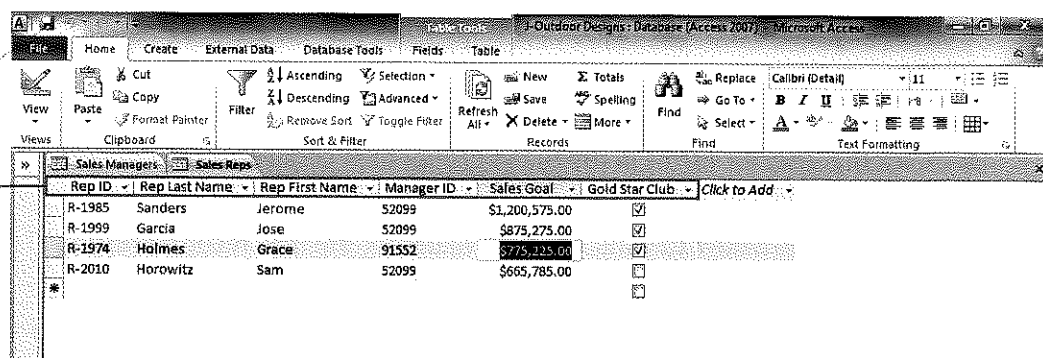 Table Tools J-Outdoor Designs : Database (Access 2007) - Microsoft Access
File Home Create External Data Database Tools Fields Table
View
Views
Paste
Cut
Copy
Format Painter
Clipboard
Filter
Ascending
Descending
Remove Sort
Selection
Advanced
Toggle Filter
Sort & Filter
Refresh
All
New
Save
Delete
Totals
Spelling
More
Records
Find
Replace
Go To
Select
Find
Calibri (Detail) 11
B I U
A
Text Formatting
» Sales Managers Sales Reps x
Rep ID Rep Last Name Rep First Name Manager ID Sales Goal Gold Star Club Click to Add
R-1985 Sanders Jerome 52099 $1,200,575.00
R-1999 Garcia Jose 52099 $875,275.00
R-1974 Holmes Grace 91552 $775,225.00
R-2010 Horowitz Sam 52099 $665,785.00
*